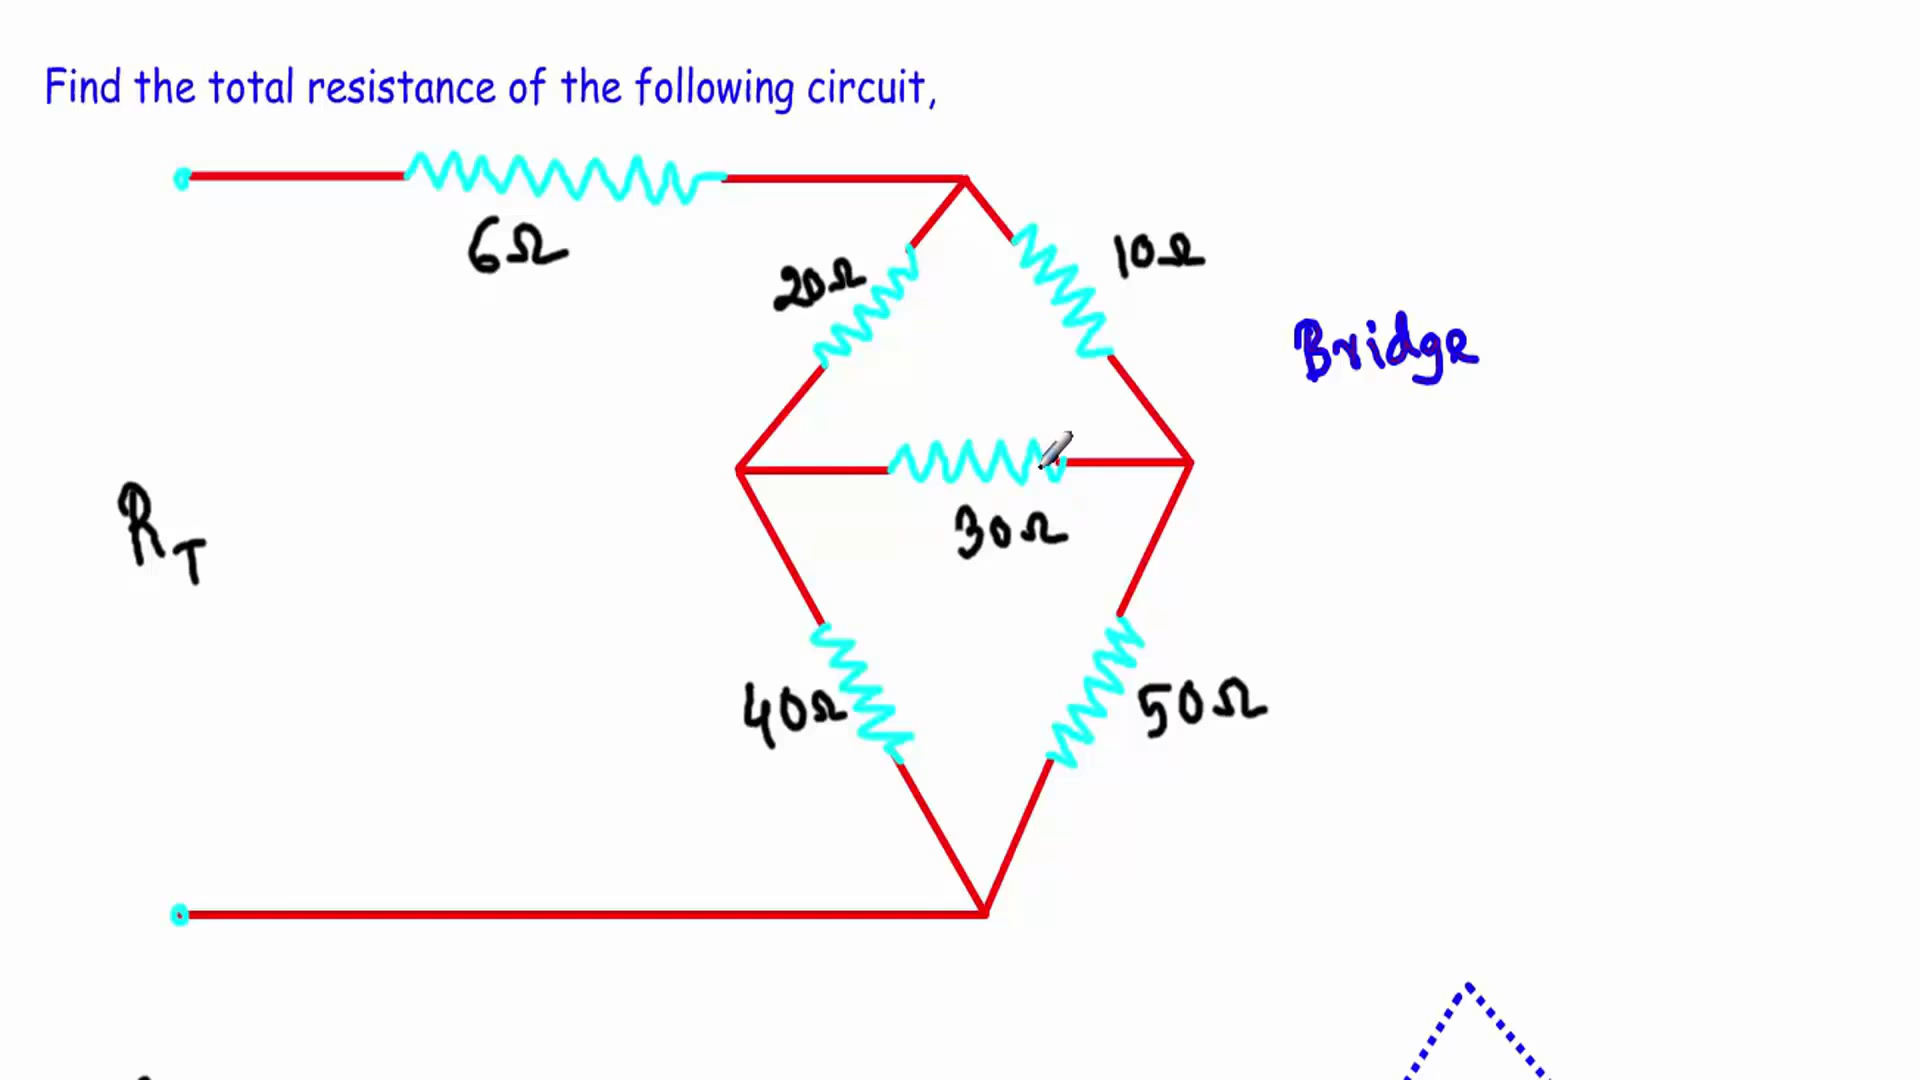 Find the total resistance of the following circuit,
6Ω
20Ω
10Ω
Bridge
30Ω
R_T
40Ω
50Ω